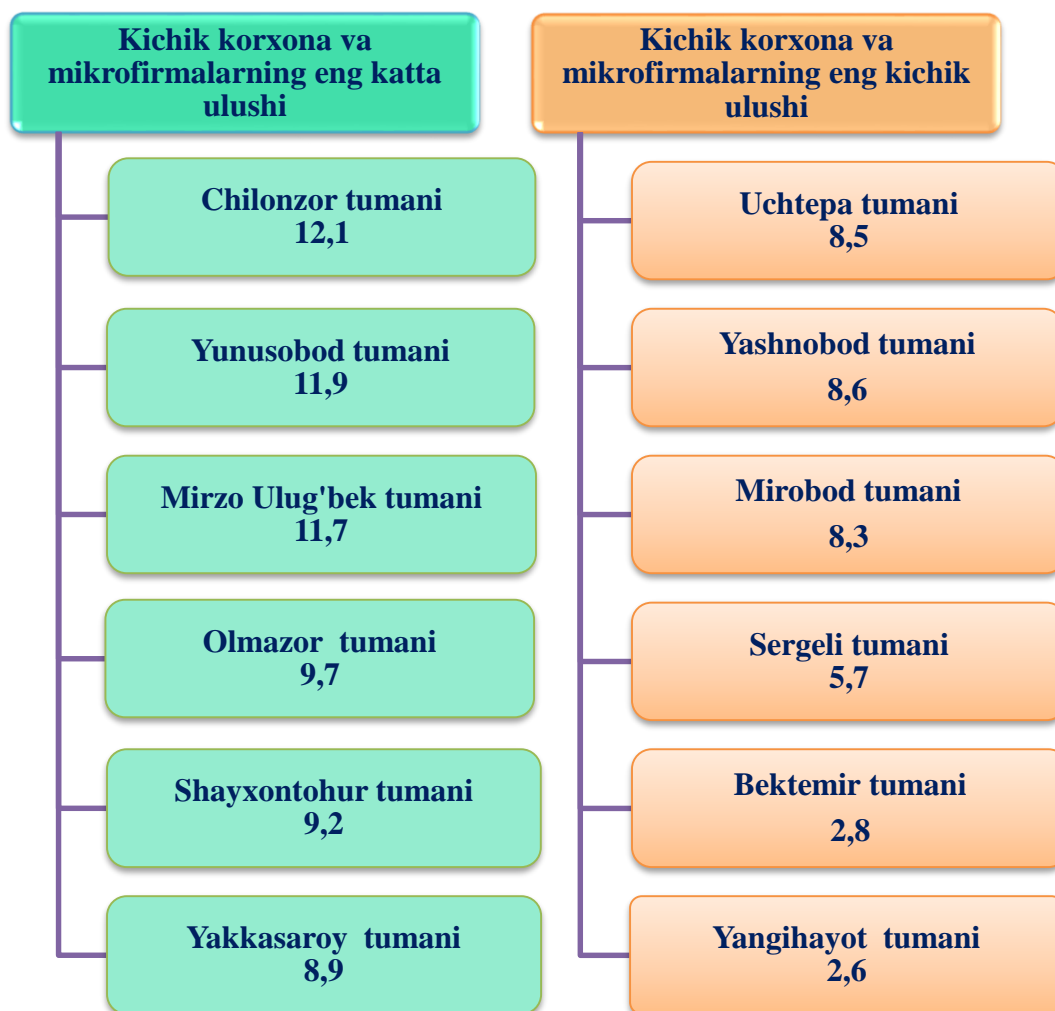 Kichik korxona va
mikrofirmalarning eng katta
ulushi
Chilonzor tumani
12,1
Yunusobod tumani
11,9
Mirzo Ulug'bek tumani
11,7
Olmazor tumani
9,7
Shayxontohur tumani
9,2
Yakkasaroy tumani
8,9
Kichik korxona va
mikrofirmalarning eng kichik
ulushi
Uchtepa tumani
8,5
Yashnobod tumani
8,6
Mirobod tumani
8,3
Sergeli tumani
5,7
Bektemir tumani
2,8
Yangihayot tumani
2,6